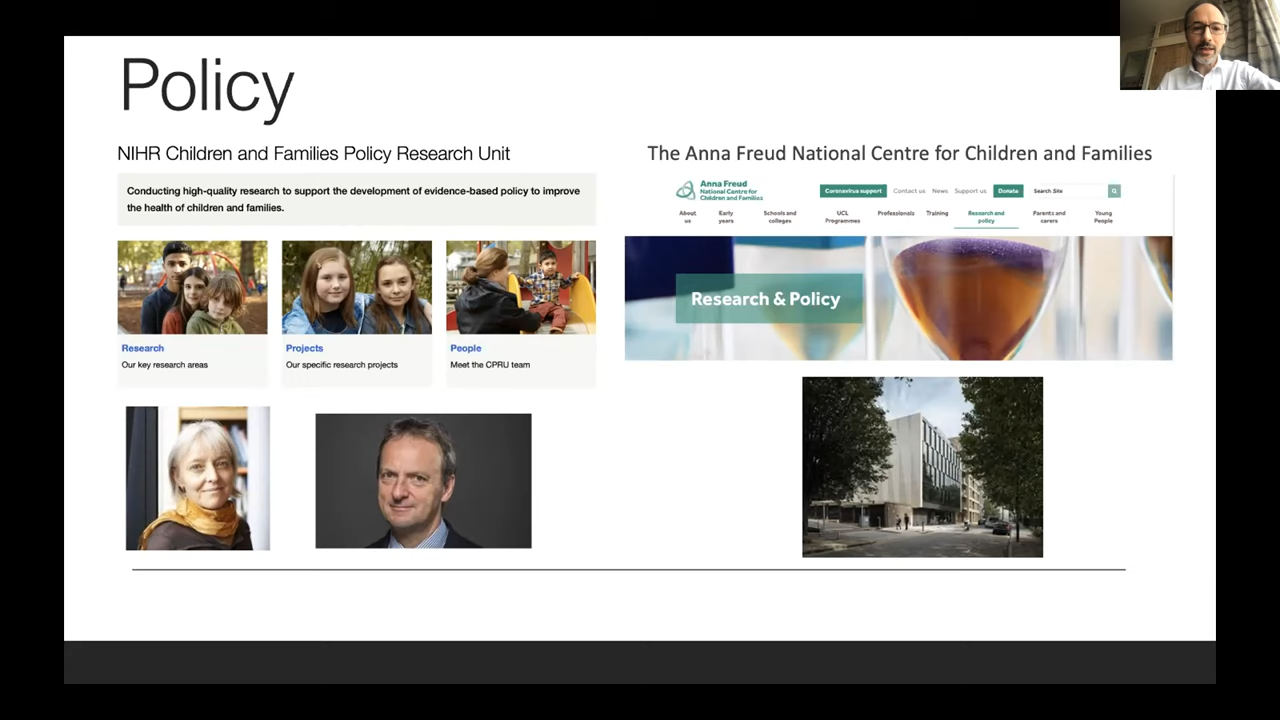 Policy
NIHR Children and Families Policy Research Unit
Conducting high-quality research to support the development of evidence-based policy to improve
the health of children and families.
Research
Our key research areas
Projects
Our specific research projects
People
Meet the CPRU team
The Anna Freud National Centre for Children and Families
Anna Freud
National Centre for
Children and Families
Coronavirus support
Contact us
News
Support us
Donate
Search Site
About
us
Early
years
Schools and
colleges
UCL
Programmes
Professionals
Training
Research and
policy
Parents and
carers
Young
People
Research & Policy